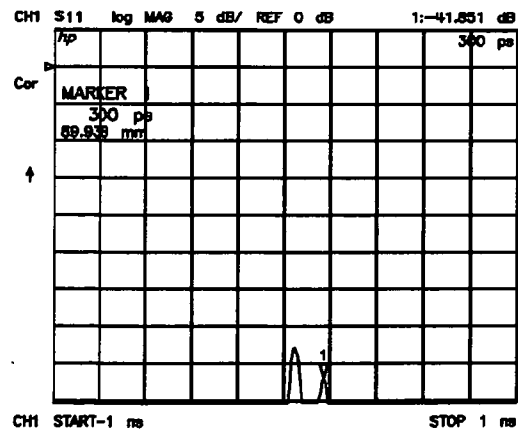 CH1 S11 log MAG 5 dB/ REF 0 dB 1:-41.851 dB
hp 300 ps
Cor
MARKER 1
300 ps
89.938 mm
1
CH1 START-1 ns STOP 1 ns